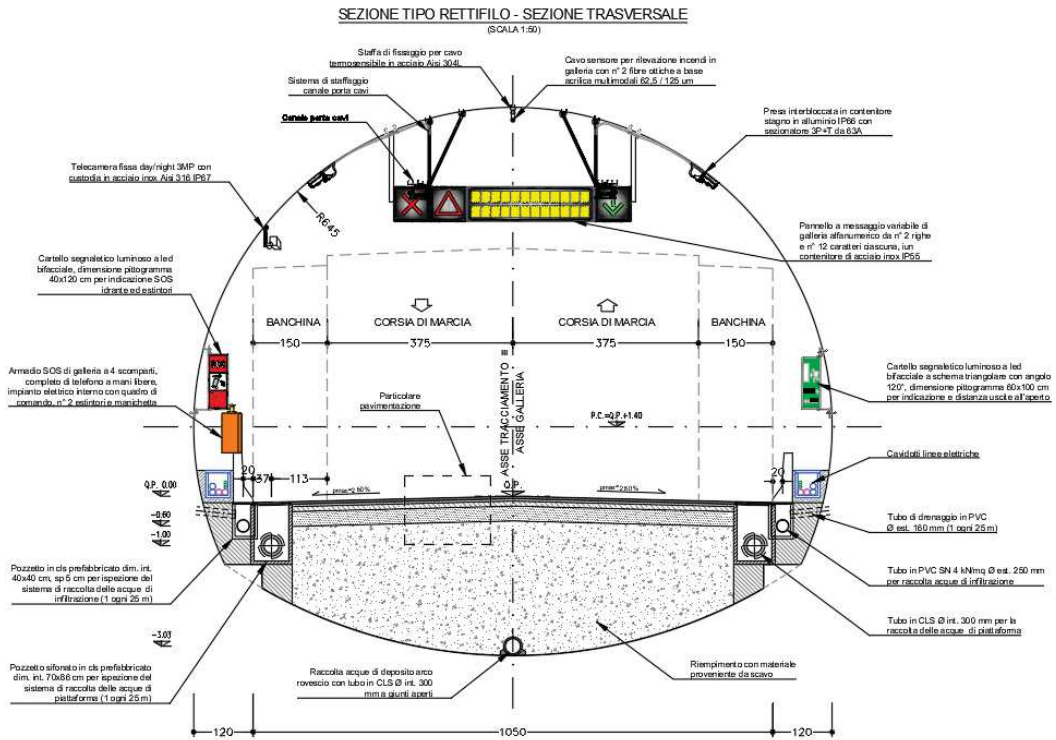 SEZIONE TIPO RETTIFILO - SEZIONE TRASVERSALE
(SCALA 1:50)
Staffa di fissaggio per cavo
termosensibile in acciaio Aisi 304L
Cavo sensore per rilevazione incendi in
galleria con n° 2 fibre ottiche a base
acrilica multimodali 62,5 / 125 um
Sistema di staffaggio
canale porta cavi
Canale porta cavi
Presa interbloccata in contenitore
stagno in alluminio IP66 con
sezionatore 3P+T da 63A
Telecamera fissa day/night 3MP con
custodia in acciaio inox Aisi 316 IP67
R645
Pannello a messaggio variabile di
galleria alfanumerico da n° 2 righe
e n° 12 caratteri ciascuna, iun
contenitore di acciaio inox IP55
Cartello segnaletico luminoso a led
bifacciale, dimensione pittogramma
40x120 cm per indicazione SOS
idrante ed estintori
BANCHINA
CORSIA DI MARCIA
CORSIA DI MARCIA
BANCHINA
150
375
375
150
SOS
Armadio SOS di galleria a 4 scomparti,
completo di telefono a mani libere,
impianto elettrico interno con quadro di
comando, n° 2 estintori e manichetta
Cartello segnaletico luminoso a led
bifacciale a schema triangolare con angolo
120°, dimensione pittogramma 60x100 cm
per indicazione e distanza uscite all'aperto
Particolare
pavimentazione
ASSE TRACCIAMENTO
ASSE GALLERIA
P.C.=Q.P.+1.40
Cavidotti linee elettriche
20
37
113
20
Q.P. 0.00
pmax=2.50%
Q.P.
pmax=2.50%
-0.60
-1.00
Tubo di drenaggio in PVC
Ø est. 160 mm (1 ogni 25 m)
Pozzetto in cls prefabbricato dim. int.
40x40 cm, sp 5 cm per ispezione del
sistema di raccolta delle acque di
infiltrazione (1 ogni 25 m)
Tubo in PVC SN 4 kN/mq Ø est. 250 mm
per raccolta acque di infiltrazione
Tubo in CLS Ø int. 300 mm per la
raccolta delle acque di piattaforma
-3.03
Pozzetto sifonato in cls prefabbricato
dim. int. 70x86 cm per ispezione del
sistema di raccolta delle acque di
piattaforma (1 ogni 25 m)
Raccolta acque di deposito arco
rovescio con tubo in CLS Ø int. 300
mm a giunti aperti
Riempimento con materiale
proveniente da scavo
120
1050
120